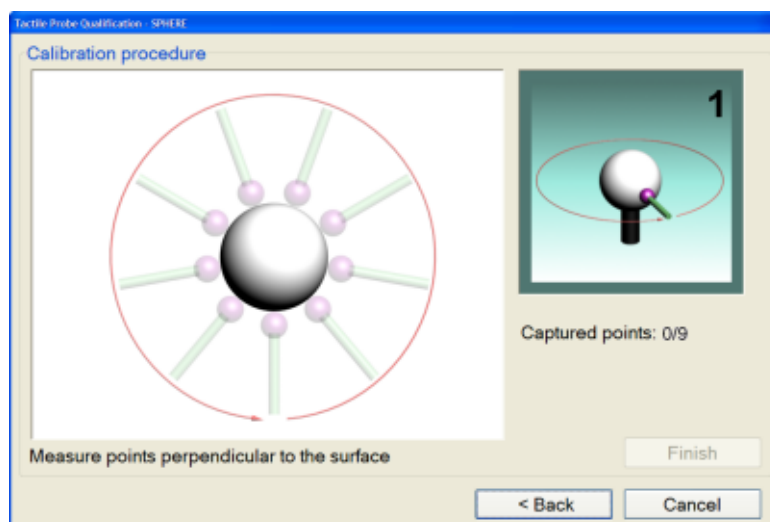 Tactile Probe Qualification - SPHERE
Calibration procedure
1
Captured points: 0/9
Measure points perpendicular to the surface
Finish
< Back
Cancel